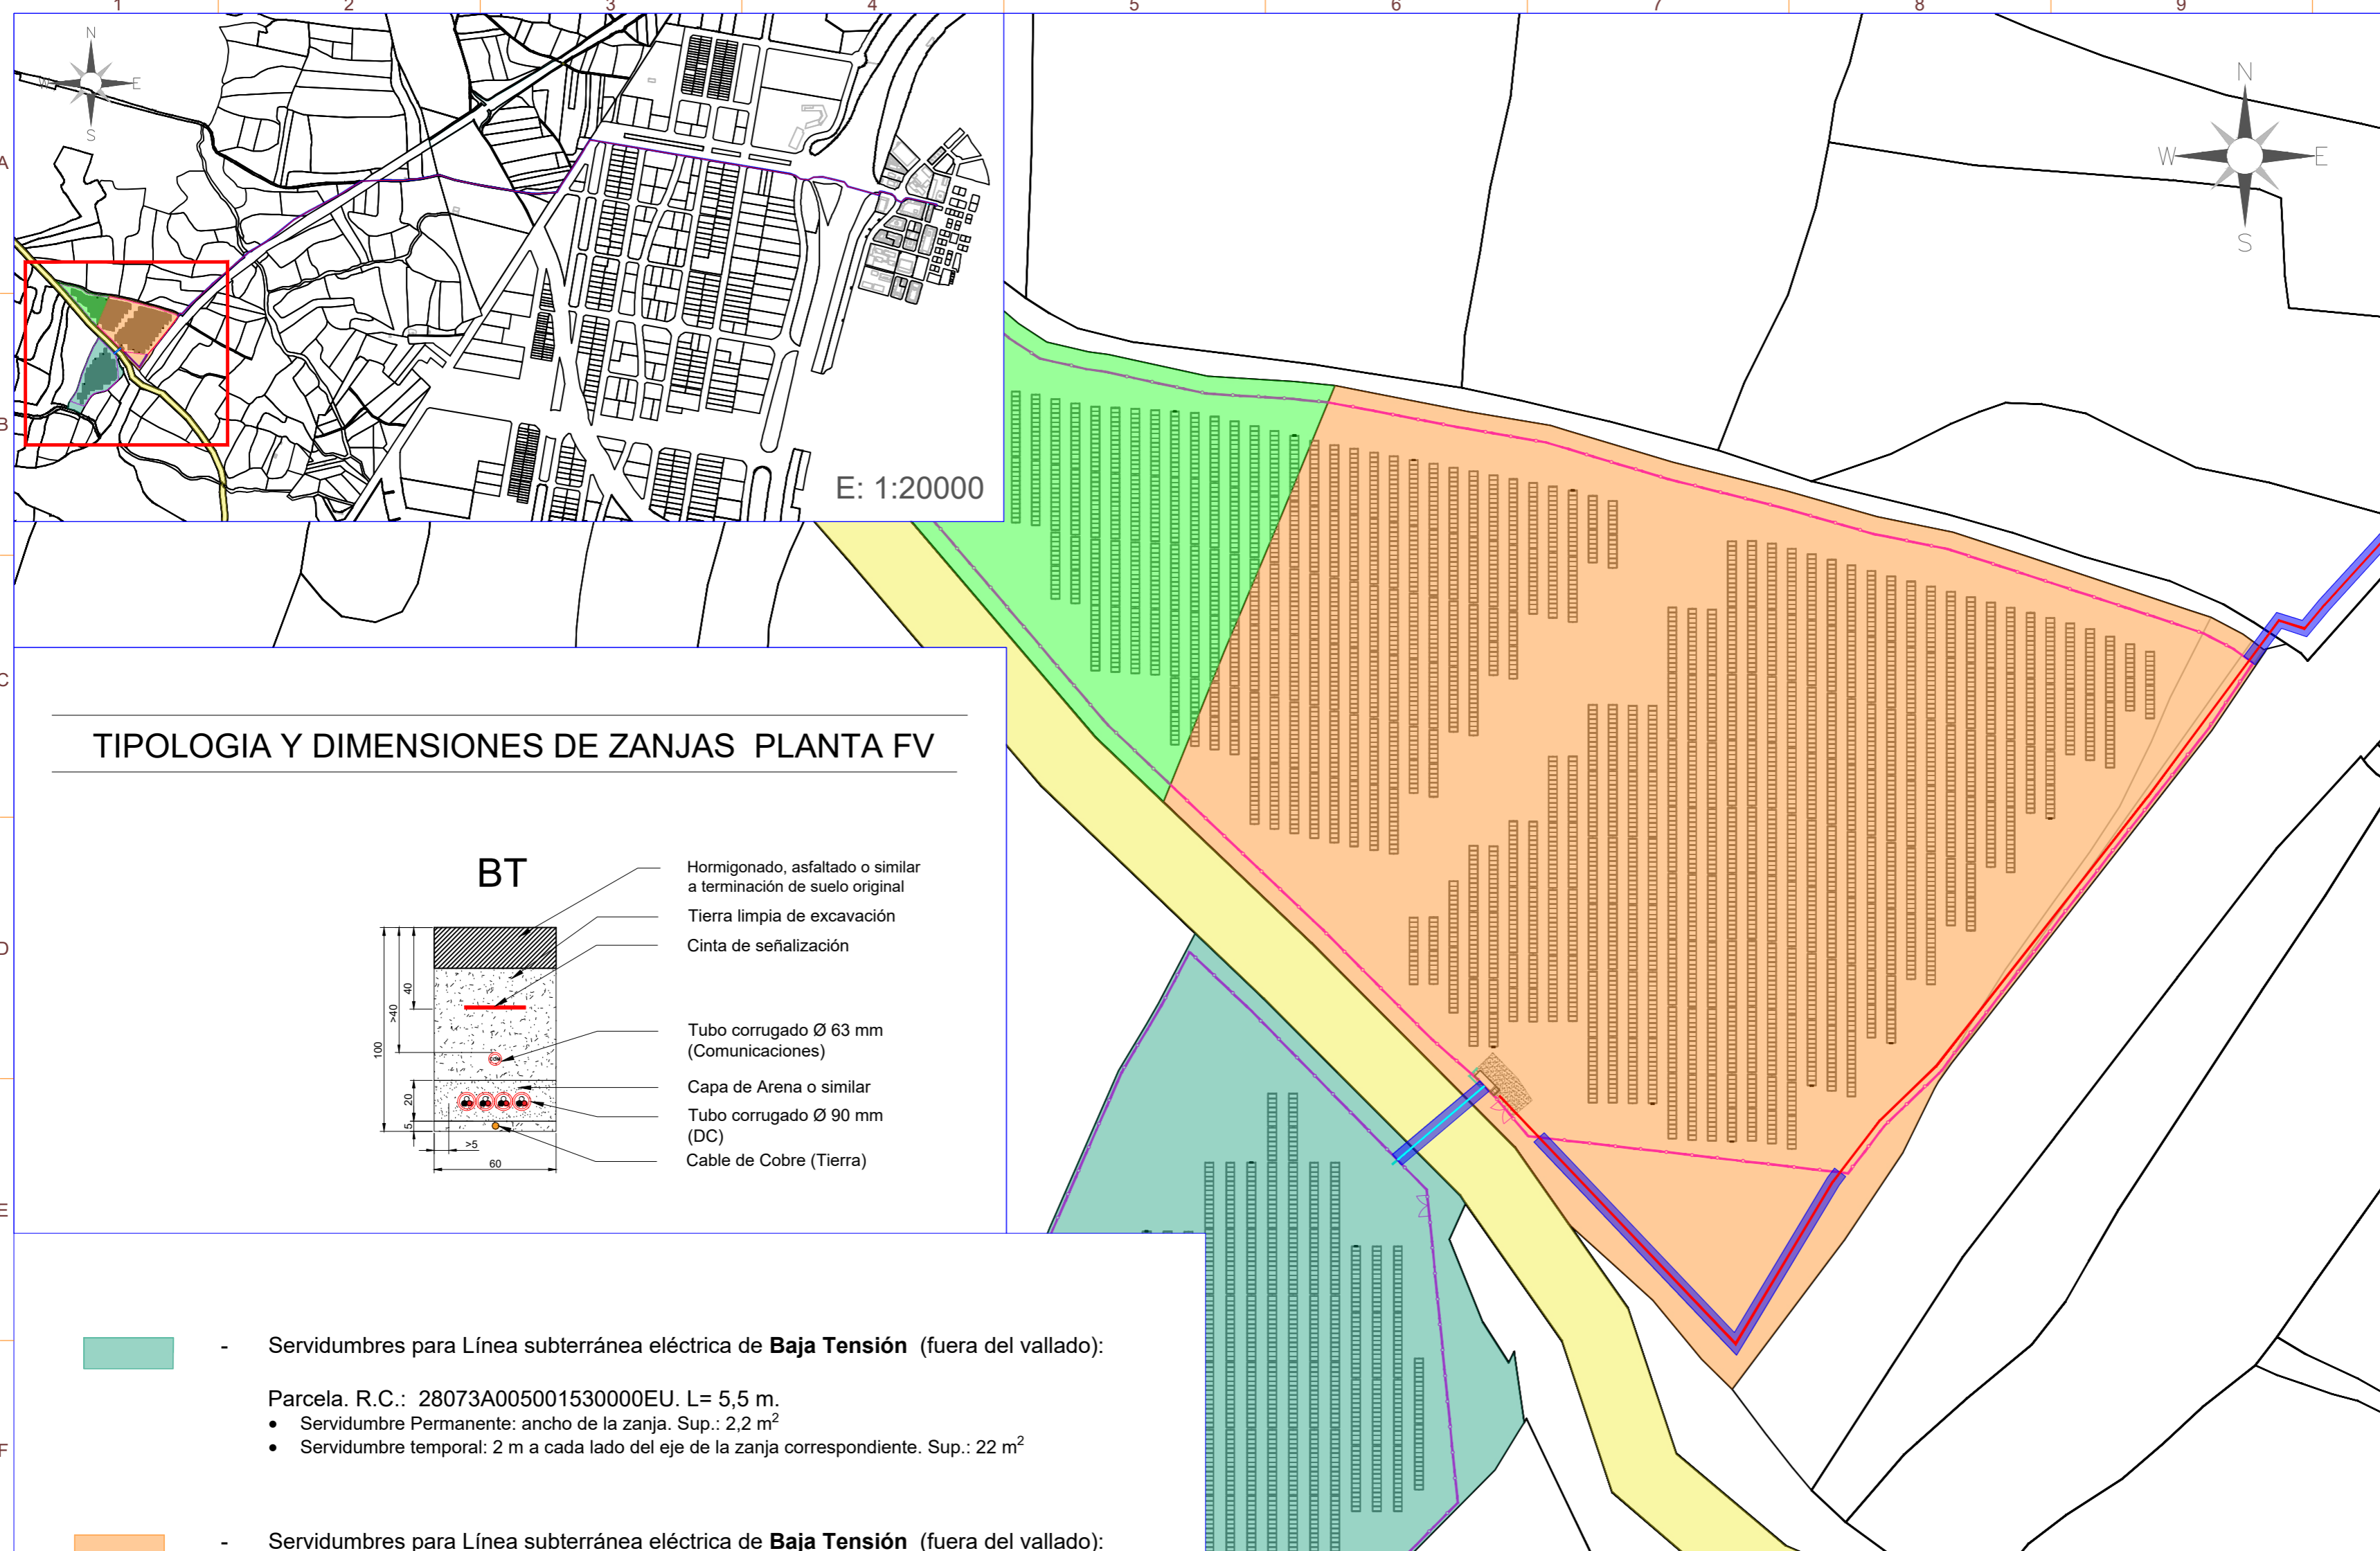 1 2 3 4 5 6 7 8 9
A
B
C
D
E
F
N
W E
S
E: 1:20000
N
W E
S
TIPOLOGIA Y DIMENSIONES DE ZANJAS PLANTA FV
BT
Hormigonado, asfaltado o similar
a terminación de suelo original
Tierra limpia de excavación
Cinta de señalización
Tubo corrugado Ø 63 mm
(Comunicaciones)
Capa de Arena o similar
Tubo corrugado Ø 90 mm
(DC)
Cable de Cobre (Tierra)
40
>40
100
20
5
>5
60
- Servidumbres para Línea subterránea eléctrica de Baja Tensión (fuera del vallado):
Parcela. R.C.: 28073A005001530000EU. L= 5,5 m.
• Servidumbre Permanente: ancho de la zanja. Sup.: 2,2 m²
• Servidumbre temporal: 2 m a cada lado del eje de la zanja correspondiente. Sup.: 22 m²
- Servidumbres para Línea subterránea eléctrica de Baja Tensión (fuera del vallado):